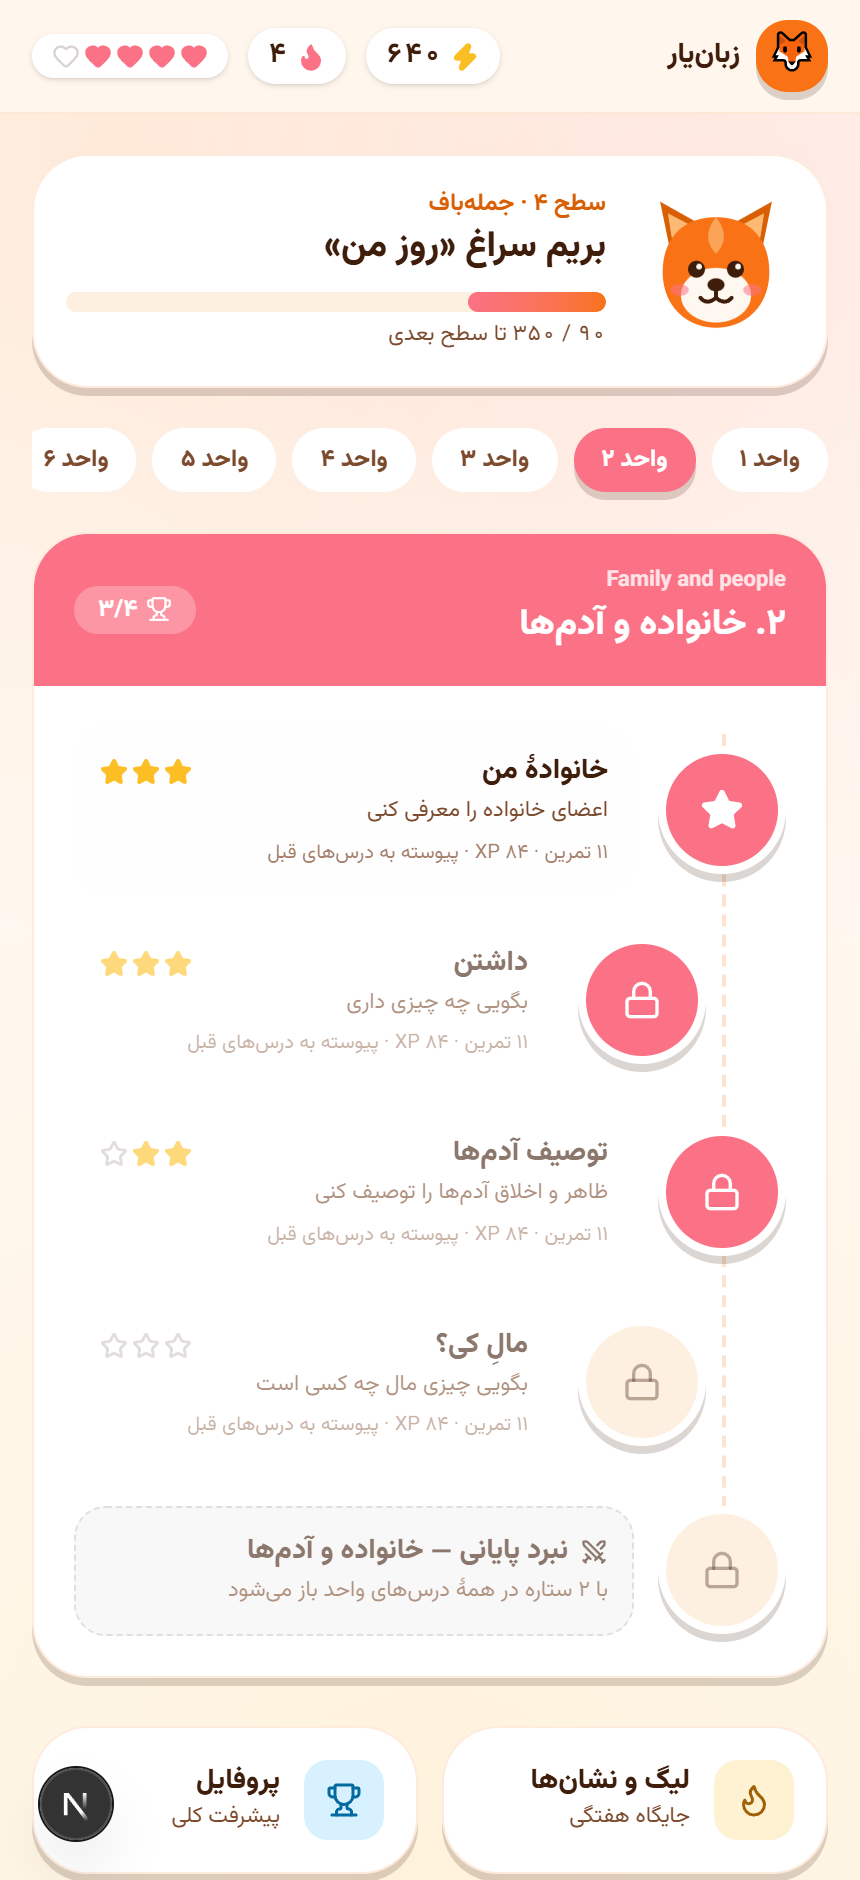 زبان‌یار
۶۴۰
۴
سطح ۴ · جمله‌باف
بریم سراغ «روز من»
۹۰ / ۳۵۰ تا سطح بعدی
واحد ۱
واحد ۲
واحد ۳
واحد ۴
واحد ۵
واحد ۶
Family and people
۲. خانواده و آدم‌ها
۳/۴
خانوادهٔ من
اعضای خانواده را معرفی کنی
۱۱ تمرین · ۸۴ XP · پیوسته به درس‌های قبل
داشتن
بگویی چه چیزی داری
۱۱ تمرین · ۸۴ XP · پیوسته به درس‌های قبل
توصیف آدم‌ها
ظاهر و اخلاق آدم‌ها را توصیف کنی
۱۱ تمرین · ۸۴ XP · پیوسته به درس‌های قبل
مالِ کی؟
بگویی چیزی مال چه کسی است
۱۱ تمرین · ۸۴ XP · پیوسته به درس‌های قبل
نبرد پایانی — خانواده و آدم‌ها
با ۲ ستاره در همهٔ درس‌های واحد باز می‌شود
لیگ و نشان‌ها
جایگاه هفتگی
پروفایل
پیشرفت کلی
N